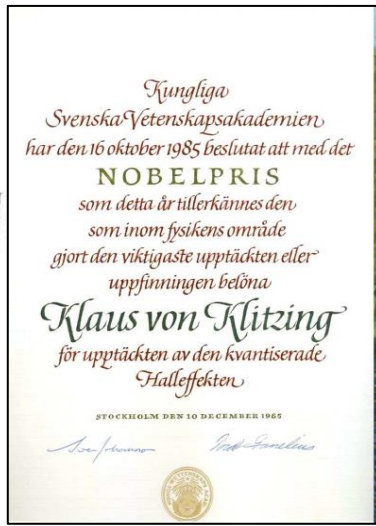 Kungliga
Svenska Vetenskapsakademien
har den 16 oktober 1985 beslutat att med det
NOBELPRIS
som detta år tillerkännes den
som inom fysikens område
gjort den viktigaste upptäckten eller
uppfinningen belöna
Klaus von Klitzing
för upptäckten av den kvantiserade
Halleffekten
STOCKHOLM DEN 10 DECEMBER 1985